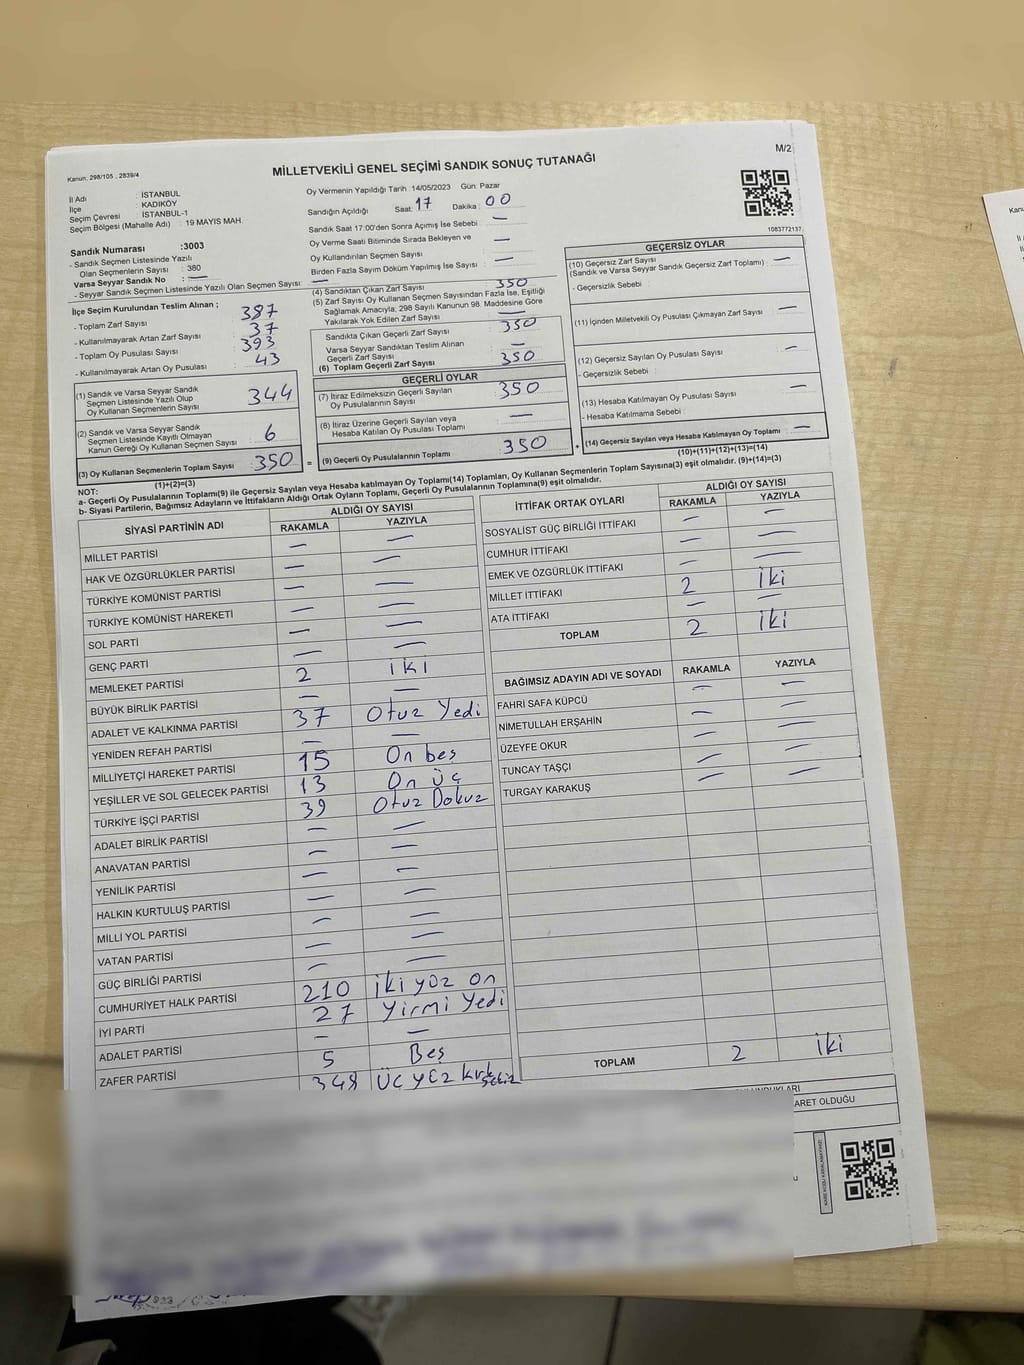 Kanun. 298/105 . 2839/4
MİLLETVEKİLİ GENEL SEÇİMİ SANDIK SONUÇ TUTANAĞI
M/2
İl Adı : İSTANBUL
İlçe : KADIKÖY
Seçim Çevresi : İSTANBUL-1
Seçim Bölgesi (Mahalle Adı) : 19 MAYIS MAH.
Oy Vermenin Yapıldığı Tarih :14/05/2023 Gün: Pazar
Sandığın Açıldığı Saat: 17 Dakika: 00
Sandık Saat 17:00'den Sonra Açımış İse Sebebi : —
Oy Verme Saati Bitiminde Sırada Bekleyen ve
Oy Kullandırılan Seçmen Sayısı : —
Birden Fazla Sayım Döküm Yapılmış İse Sayısı : —
1083772137
Sandık Numarası :3003
- Sandık Seçmen Listesinde Yazılı
Olan Seçmenlerin Sayısı : 380
Varsa Seyyar Sandık No : —
- Seyyar Sandık Seçmen Listesinde Yazılı Olan Seçmen Sayısı: —
İlçe Seçim Kurulundan Teslim Alınan ;
- Toplam Zarf Sayısı : 387
- Kullanılmayarak Artan Zarf Sayısı : 37
- Toplam Oy Pusulası Sayısı : 393
- Kullanılmayarak Artan Oy Pusulası : 43
(1) Sandık ve Varsa Seyyar Sandık
Seçmen Listesinde Yazılı Olup
Oy Kullanan Seçmenlerin Sayısı : 344
(2) Sandık ve Varsa Seyyar Sandık
Seçmen Listesinde Kayıtlı Olmayan
Kanun Gereği Oy Kullanan Seçmen Sayısı : 6
(3) Oy Kullanan Seçmenlerin Toplam Sayısı : 350 =
(1)+(2)=(3)
(4) Sandıktan Çıkan Zarf Sayısı : 350
(5) Zarf Sayısı Oy Kullanan Seçmen Sayısından Fazla İse, Eşitliği
Sağlamak Amacıyla; 298 Sayılı Kanunun 98. Maddesine Göre
Yakılarak Yok Edilen Zarf Sayısı : —
Sandıkta Çıkan Geçerli Zarf Sayısı : 350
Varsa Seyyar Sandıktan Teslim Alınan
Geçerli Zarf Sayısı : —
(6) Toplam Geçerli Zarf Sayısı : 350
GEÇERLİ OYLAR
(7) İtiraz Edilmeksizin Geçerli Sayılan
Oy Pusulalarının Sayısı : 350
(8) İtiraz Üzerine Geçerli Sayılan veya
Hesaba Katılan Oy Pusulası Toplamı : —
(9) Geçerli Oy Pusulalarının Toplamı : 350 +
GEÇERSİZ OYLAR
(10) Geçersiz Zarf Sayısı : —
(Sandık ve Varsa Seyyar Sandık Geçersiz Zarf Toplamı)
- Geçersizlik Sebebi :
(11) İçinden Milletvekili Oy Pusulası Çıkmayan Zarf Sayısı : —
(12) Geçersiz Sayılan Oy Pusulası Sayısı : —
- Geçersizlik Sebebi :
(13) Hesaba Katılmayan Oy Pusulası Sayısı : —
- Hesaba Katılmama Sebebi :
(14) Geçersiz Sayılan veya Hesaba Katılmayan Oy Toplamı : —
(10)+(11)+(12)+(13)=(14)
NOT:
a- Geçerli Oy Pusulalarının Toplamı(9) ile Geçersiz Sayılan veya Hesaba katılmayan Oy Toplamı(14) Toplamları, Oy Kullanan Seçmenlerin Toplam Sayısına(3) eşit olmalıdır. (9)+(14)=(3)
b- Siyasi Partilerin, Bağımsız Adayların ve İttifakların Aldığı Ortak Oyların Toplamı, Geçerli Oy Pusulalarının Toplamına(9) eşit olmalıdır.
SİYASİ PARTİNİN ADI ALDIĞI OY SAYISI
RAKAMLA YAZIYLA
MİLLET PARTİSİ — —
HAK VE ÖZGÜRLÜKLER PARTİSİ — —
TÜRKİYE KOMÜNİST PARTİSİ — —
TÜRKİYE KOMÜNİST HAREKETİ — —
SOL PARTİ — —
GENÇ PARTİ — —
MEMLEKET PARTİSİ 2 iki
BÜYÜK BİRLİK PARTİSİ — —
ADALET VE KALKINMA PARTİSİ 37 Otuz Yedi
YENİDEN REFAH PARTİSİ — —
MİLLİYETÇİ HAREKET PARTİSİ 15 On beş
YEŞİLLER VE SOL GELECEK PARTİSİ 13 On üç
TÜRKİYE İŞÇİ PARTİSİ 39 Otuz Dokuz
ADALET BİRLİK PARTİSİ — —
ANAVATAN PARTİSİ — —
YENİLİK PARTİSİ — —
HALKIN KURTULUŞ PARTİSİ — —
MİLLİ YOL PARTİSİ — —
VATAN PARTİSİ — —
GÜÇ BİRLİĞİ PARTİSİ — —
CUMHURİYET HALK PARTİSİ 210 iki yüz on
İYİ PARTİ 27 Yirmi Yedi
ADALET PARTİSİ — —
ZAFER PARTİSİ 5 Beş
348 ÜÇ YÜZ Kırk Sekiz
İTTİFAK ORTAK OYLARI ALDIĞI OY SAYISI
RAKAMLA YAZIYLA
SOSYALİST GÜÇ BİRLİĞİ İTTİFAKI — —
CUMHUR İTTİFAKI — —
EMEK VE ÖZGÜRLÜK İTTİFAKI — —
MİLLET İTTİFAKI 2 iki
ATA İTTİFAKI — —
TOPLAM 2 iki
BAĞIMSIZ ADAYIN ADI VE SOYADI RAKAMLA YAZIYLA
FAHRİ SAFA KÜPCÜ — —
NİMETULLAH ERŞAHİN — —
ÜZEYFE OKUR — —
TUNCAY TAŞÇI — —
TURGAY KARAKUŞ — —
TOPLAM 2 iki
ARET OLDUĞU